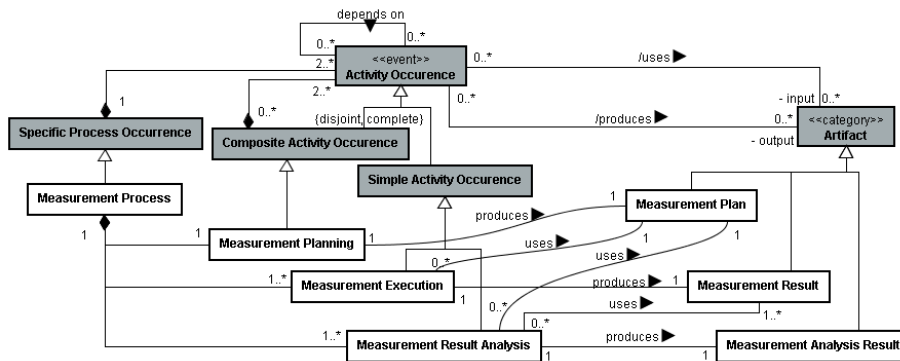 depends on
0..*
0..*
2..*
<<event>>
Activity Occurence
0..*
/uses
1
0..*
2..*
0..*
/produces
- input
0..*
0..*
Specific Process Occurrence
{disjoint, complete}
<<category>>
Artifact
Composite Activity Occurence
- output
Simple Activity Occurence
Measurement Process
produces
1
Measurement Plan
1
1
Measurement Planning
1
uses
1
1
0..*
uses
1..*
Measurement Execution
1
produces
1
Measurement Result
0..*
uses
0..*
1..*
1..*
Measurement Result Analysis
1
produces
1
Measurement Analysis Result